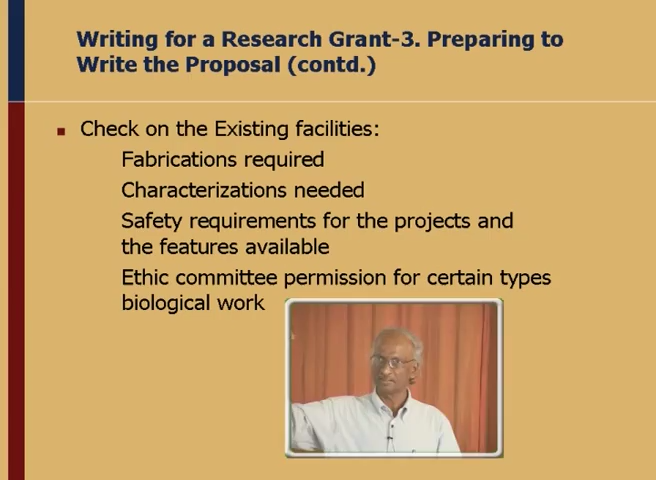 Writing for a Research Grant-3. Preparing to
Write the Proposal (contd.)
Check on the Existing facilities:
Fabrications required
Characterizations needed
Safety requirements for the projects and
the features available
Ethic committee permission for certain types
biological work